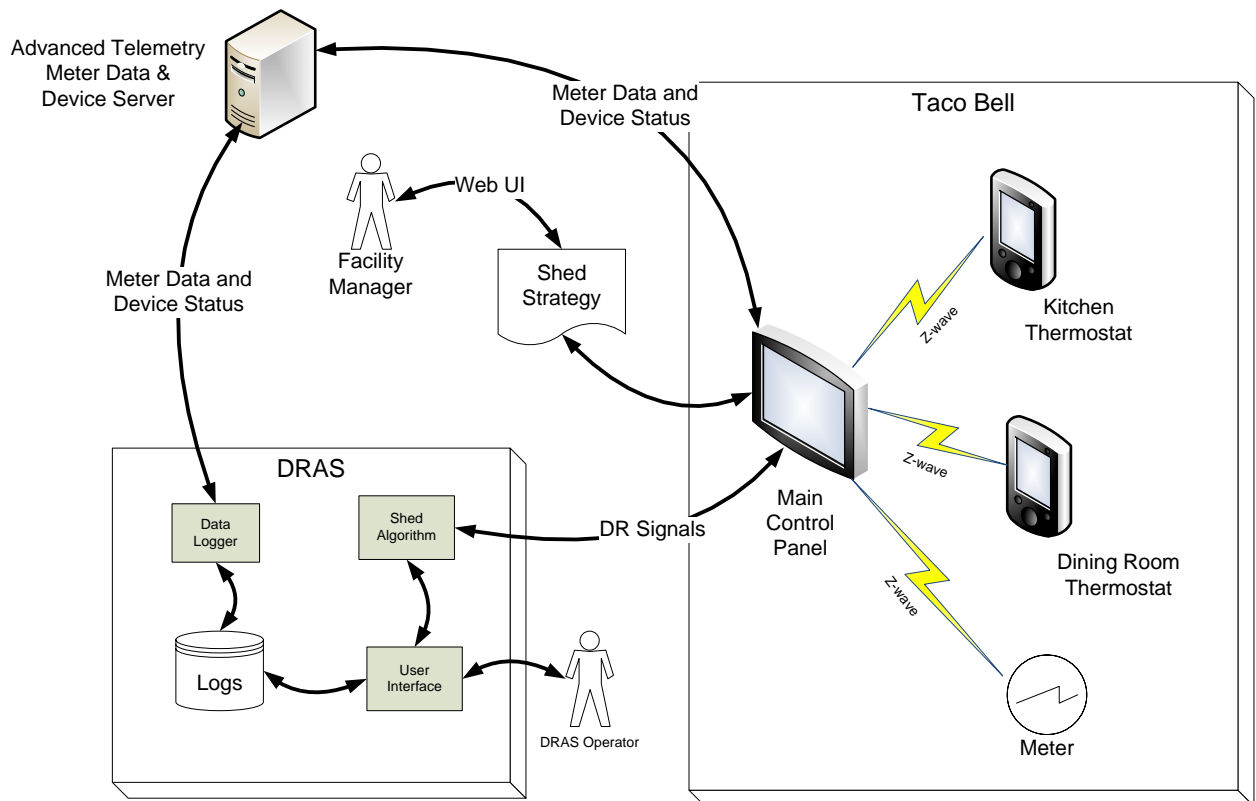 Advanced Telemetry
Meter Data &
Device Server
Meter Data and
Device Status
Taco Bell
Web UI
Facility
Manager
Shed
Strategy
Meter Data and
Device Status
Kitchen
Thermostat
Z-wave
Z-wave
Z-wave
Main
Control
Panel
Dining Room
Thermostat
Meter
DR Signals
DRAS
Data
Logger
Shed
Algorithm
Logs
User
Interface
DRAS Operator